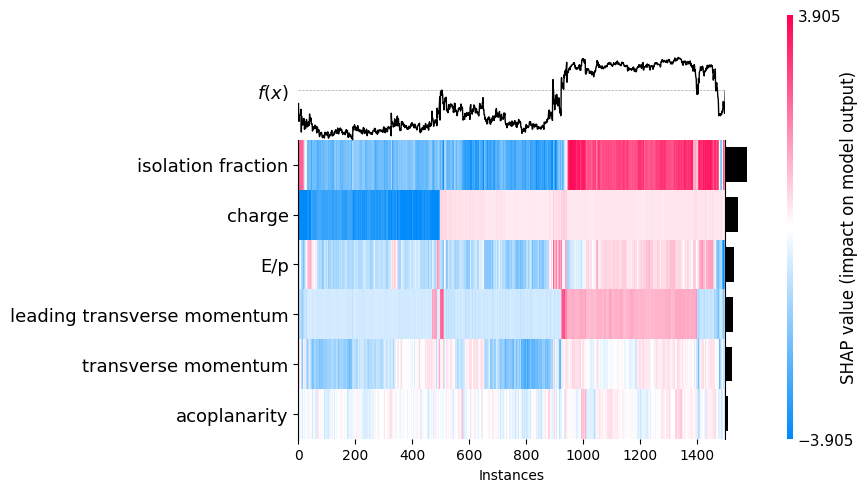 3.905
f(x)
isolation fraction
charge
E/p
leading transverse momentum
transverse momentum
acoplanarity
0 200 400 600 800 1000 1200 1400
Instances
−3.905
SHAP value (impact on model output)